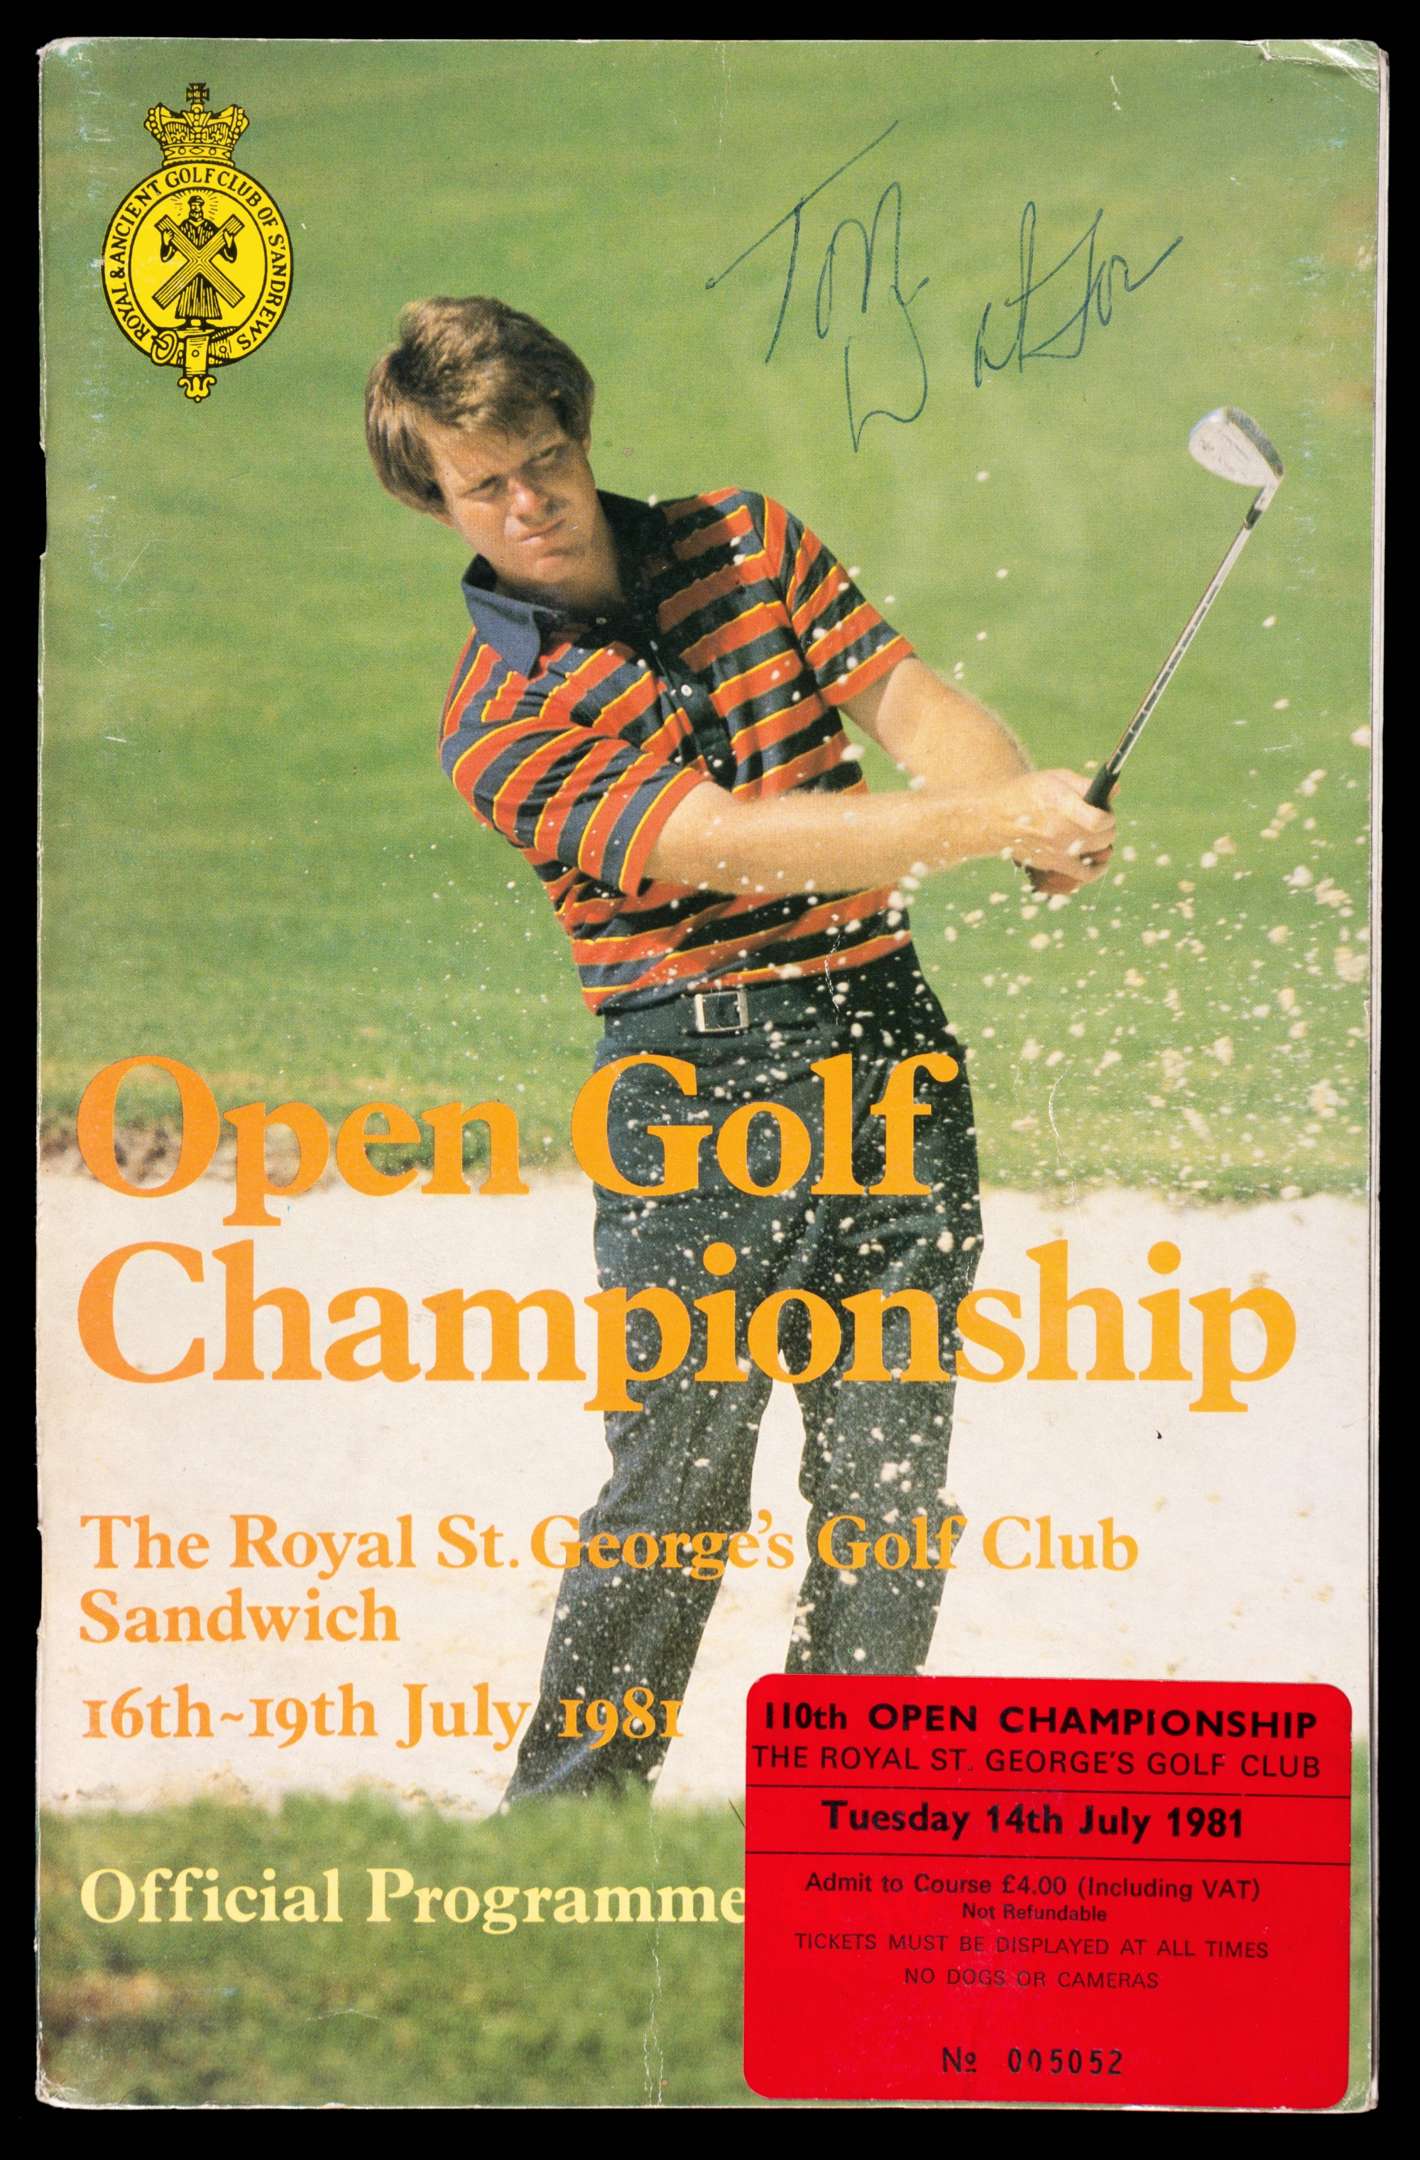 ROYAL & ANCIENT GOLF CLUB OF ST ANDREWS
Tom
Watson
Open Golf
Championship
The Royal St. George's Golf Club
Sandwich
16th~19th July 1981
Official Programme
110th OPEN CHAMPIONSHIP
THE ROYAL ST. GEORGE'S GOLF CLUB
Tuesday 14th July 1981
Admit to Course £4.00 (Including VAT)
Not Refundable
TICKETS MUST BE DISPLAYED AT ALL TIMES
NO DOGS OR CAMERAS
№ 005052